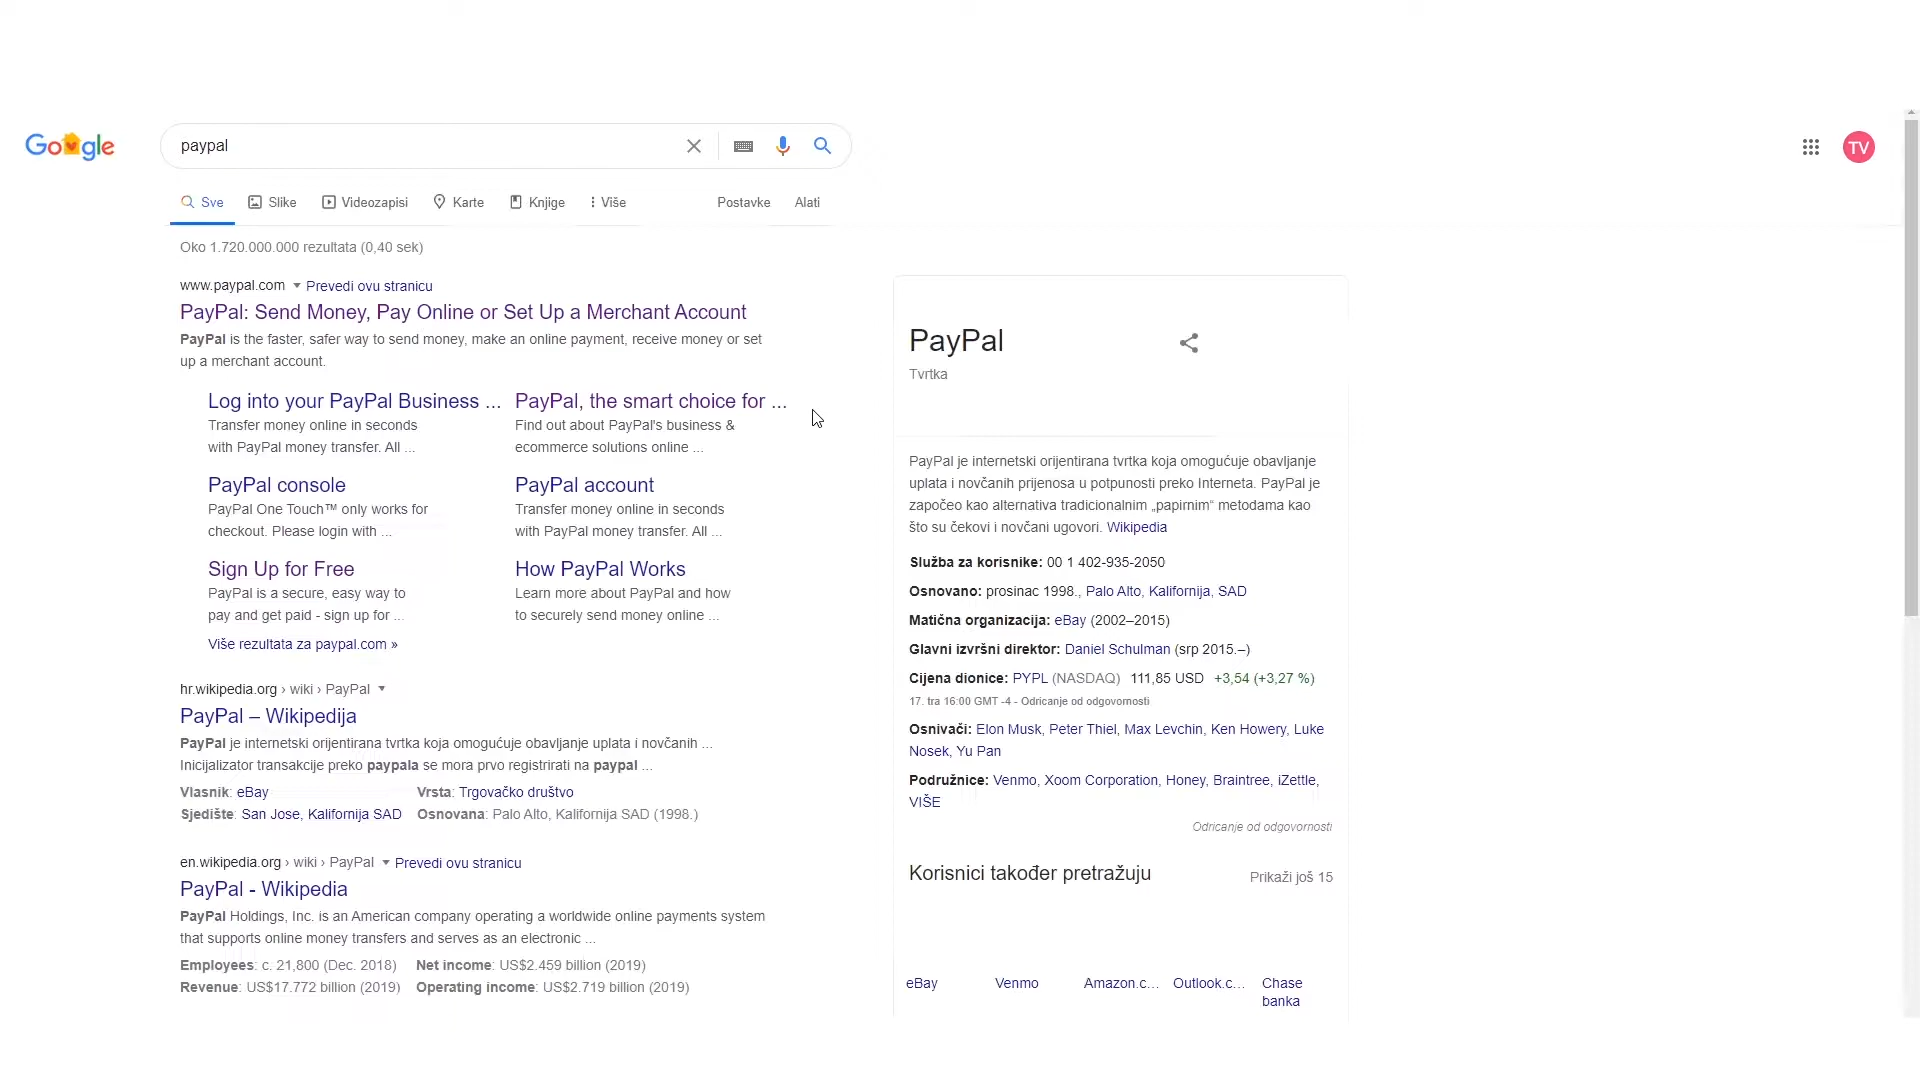 Google
paypal
TV
Sve Slike Videozapisi Karte Knjige Više Postavke Alati
Oko 1.720.000.000 rezultata (0,40 sek)
www.paypal.com Prevedi ovu stranicu
PayPal: Send Money, Pay Online or Set Up a Merchant Account
PayPal is the faster, safer way to send money, make an online payment, receive money or set
up a merchant account.
Log into your PayPal Business ...
Transfer money online in seconds
with PayPal money transfer. All ...
PayPal, the smart choice for ...
Find out about PayPal's business &
ecommerce solutions online ...
PayPal console
PayPal One Touch™ only works for
checkout. Please login with ...
PayPal account
Transfer money online in seconds
with PayPal money transfer. All ...
Sign Up for Free
PayPal is a secure, easy way to
pay and get paid - sign up for ...
How PayPal Works
Learn more about PayPal and how
to securely send money online ...
Više rezultata za paypal.com »
hr.wikipedia.org › wiki › PayPal
PayPal – Wikipedija
PayPal je internetski orijentirana tvrtka koja omogućuje obavljanje uplata i novčanih ...
Inicijalizator transakcije preko paypala se mora prvo registrirati na paypal ...
Vlasnik: eBay Vrsta: Trgovačko društvo
Sjedište: San Jose, Kalifornija SAD Osnovana: Palo Alto, Kalifornija SAD (1998.)
en.wikipedia.org › wiki › PayPal Prevedi ovu stranicu
PayPal - Wikipedia
PayPal Holdings, Inc. is an American company operating a worldwide online payments system
that supports online money transfers and serves as an electronic ...
Employees: c. 21,800 (Dec. 2018) Net income: US$2.459 billion (2019)
Revenue: US$17.772 billion (2019) Operating income: US$2.719 billion (2019)
PayPal
Tvrtka
PayPal je internetski orijentirana tvrtka koja omogućuje obavljanje
uplata i novčanih prijenosa u potpunosti preko Interneta. PayPal je
započeo kao alternativa tradicionalnim „papirnim“ metodama kao
što su čekovi i novčani ugovori. Wikipedia
Služba za korisnike: 00 1 402-935-2050
Osnovano: prosinac 1998., Palo Alto, Kalifornija, SAD
Matična organizacija: eBay (2002–2015)
Glavni izvršni direktor: Daniel Schulman (srp 2015.–)
Cijena dionice: PYPL (NASDAQ) 111,85 USD +3,54 (+3,27 %)
17. tra 16:00 GMT -4 - Odricanje od odgovornosti
Osnivači: Elon Musk, Peter Thiel, Max Levchin, Ken Howery, Luke
Nosek, Yu Pan
Podružnice: Venmo, Xoom Corporation, Honey, Braintree, iZettle,
VIŠE
Odricanje od odgovornosti
Korisnici također pretražuju Prikaži još 15
eBay Venmo Amazon.c... Outlook.c... Chase
banka